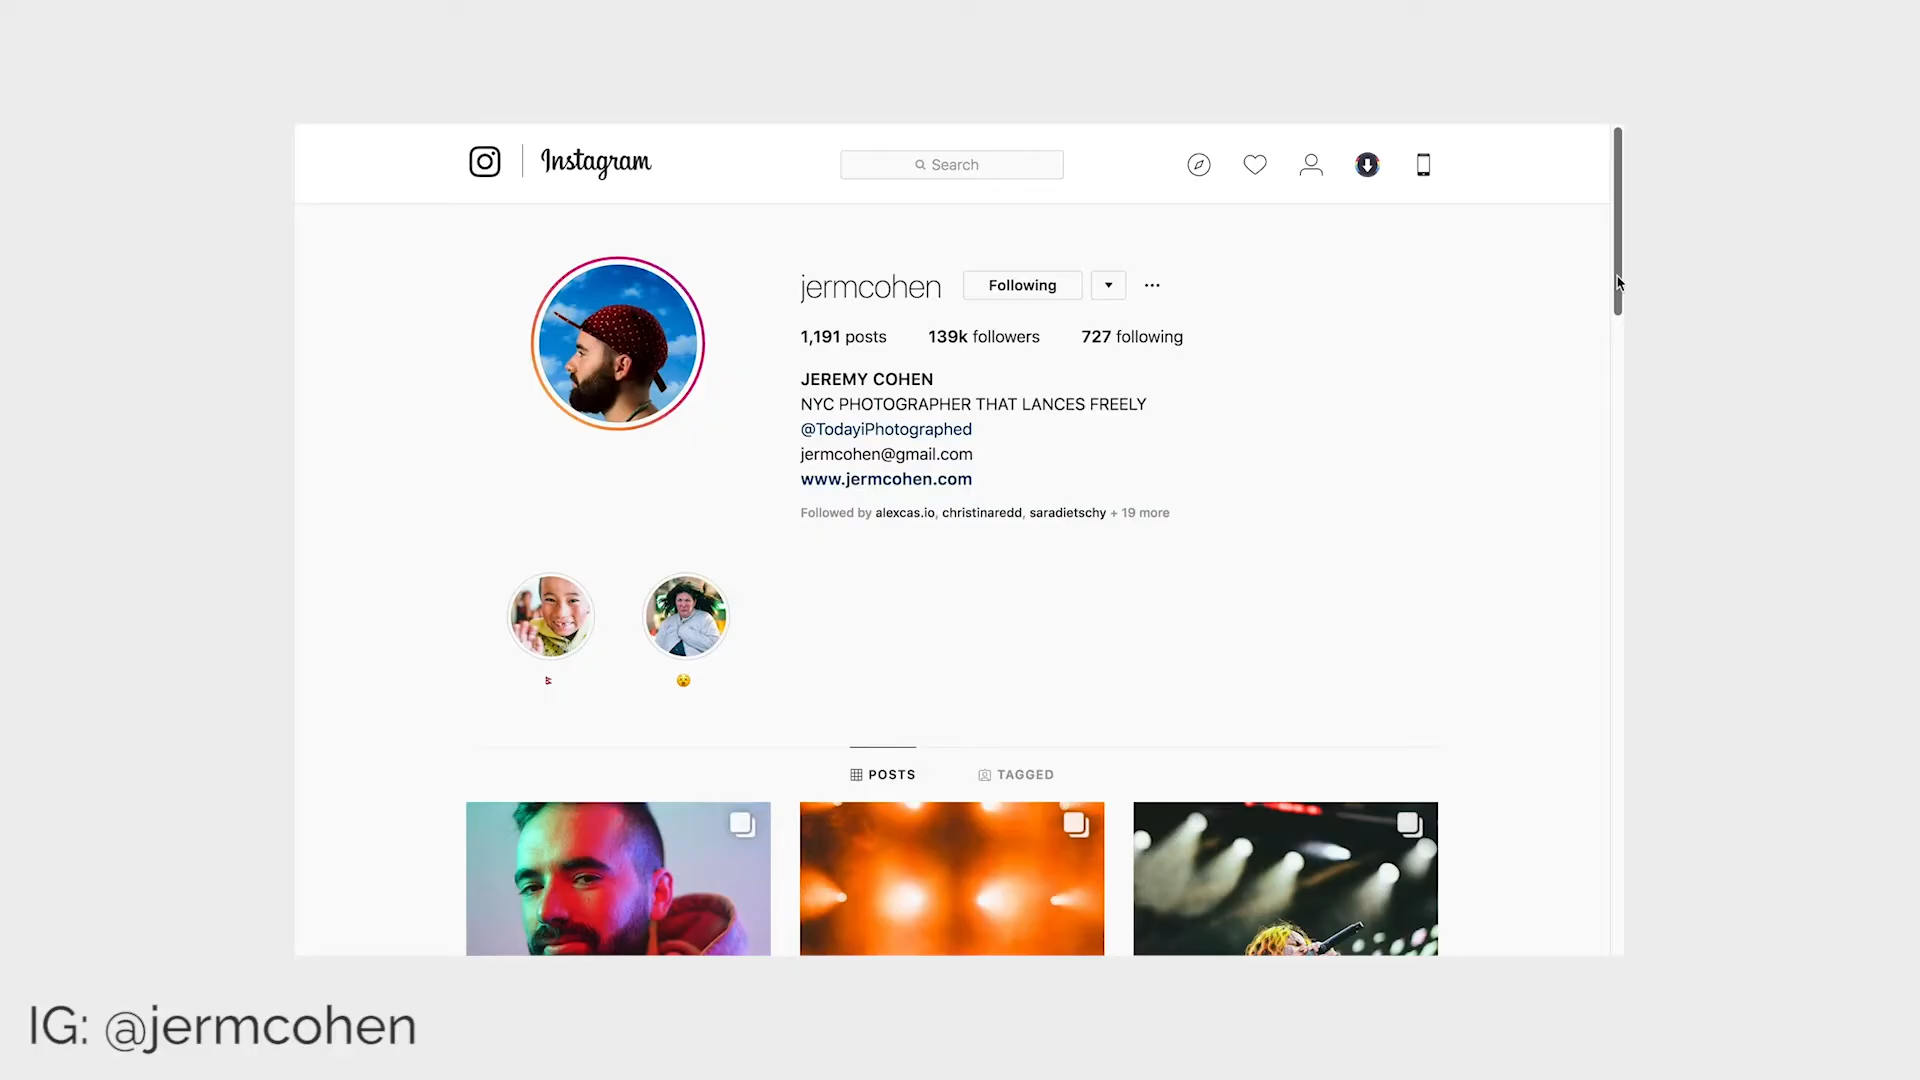 Instagram
Search
jermcohen Following
1,191 posts 139k followers 727 following
JEREMY COHEN
NYC PHOTOGRAPHER THAT LANCES FREELY
@TodayiPhotographed
jermcohen@gmail.com
www.jermcohen.com
Followed by alexcas.io, christinaredd, saradietschy + 19 more
POSTS TAGGED
IG: @jermcohen